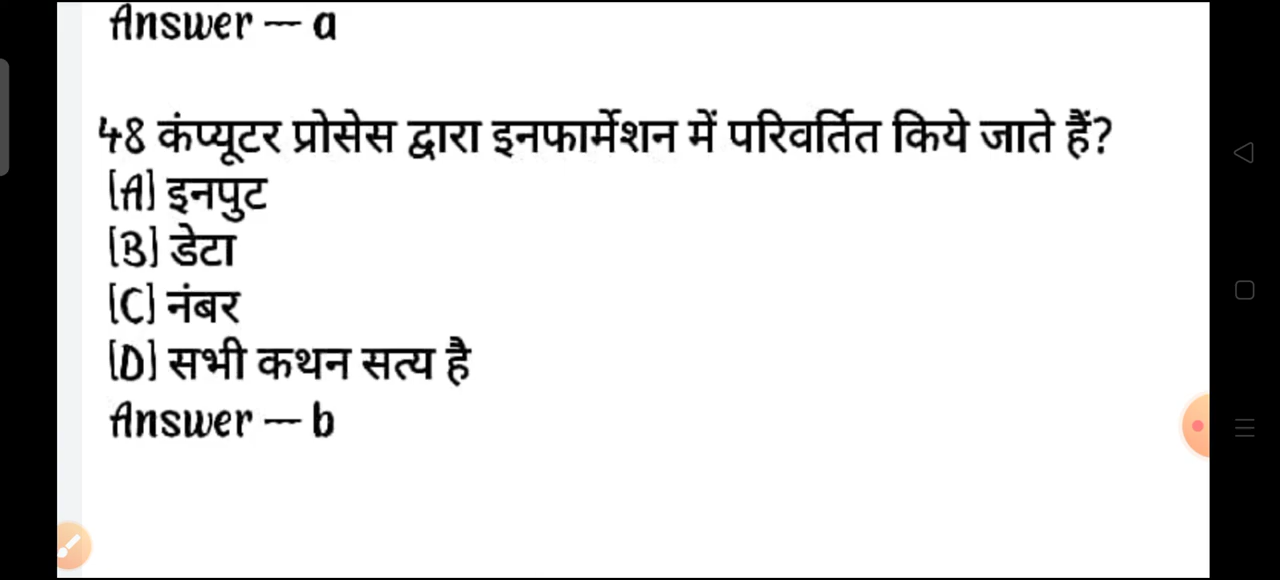 Answer — a
48 कंप्यूटर प्रोसेस द्वारा इनफार्मेशन में परिवर्तित किये जाते हैं?
[A] इनपुट
[B] डेटा
[C] नंबर
[D] सभी कथन सत्य है
Answer — b